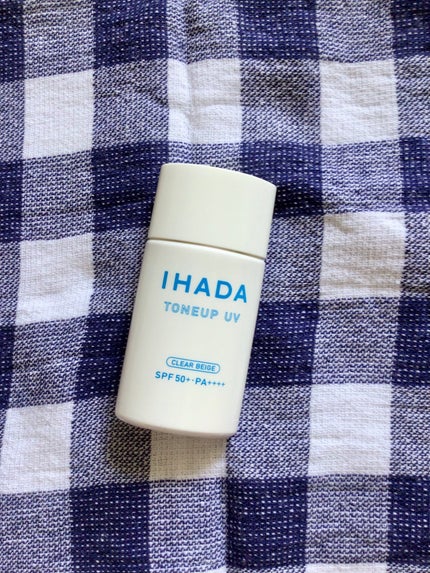 IHADA
TONEUP UV
CLEAR BEIGE
SPF 50+・PA++++